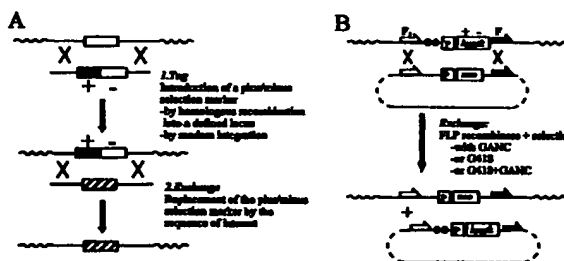 A
+ -
1.Tag
Introduction of a plus/minus
selection marker
-by homologous recombination
into a defined locus
-by random integration
+ -
2.Exchange
Replacement of the plus/minus
selection marker by the
sequence of interest
B
+ -
F
P
P
Exchange:
FLP recombinase + selection
-with GANC
-or G418
-or G418+GANC
P
+
P